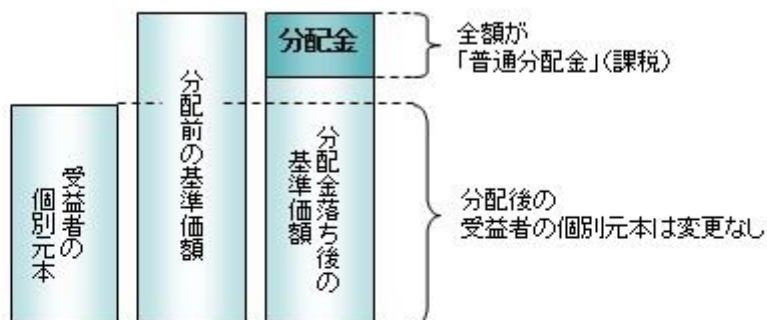 受益者の
個別元本
分配前の基準価額
分配金
分配金落ち後の
基準価額
全額が
「普通分配金」(課税)
分配後の
受益者の個別元本は変更なし